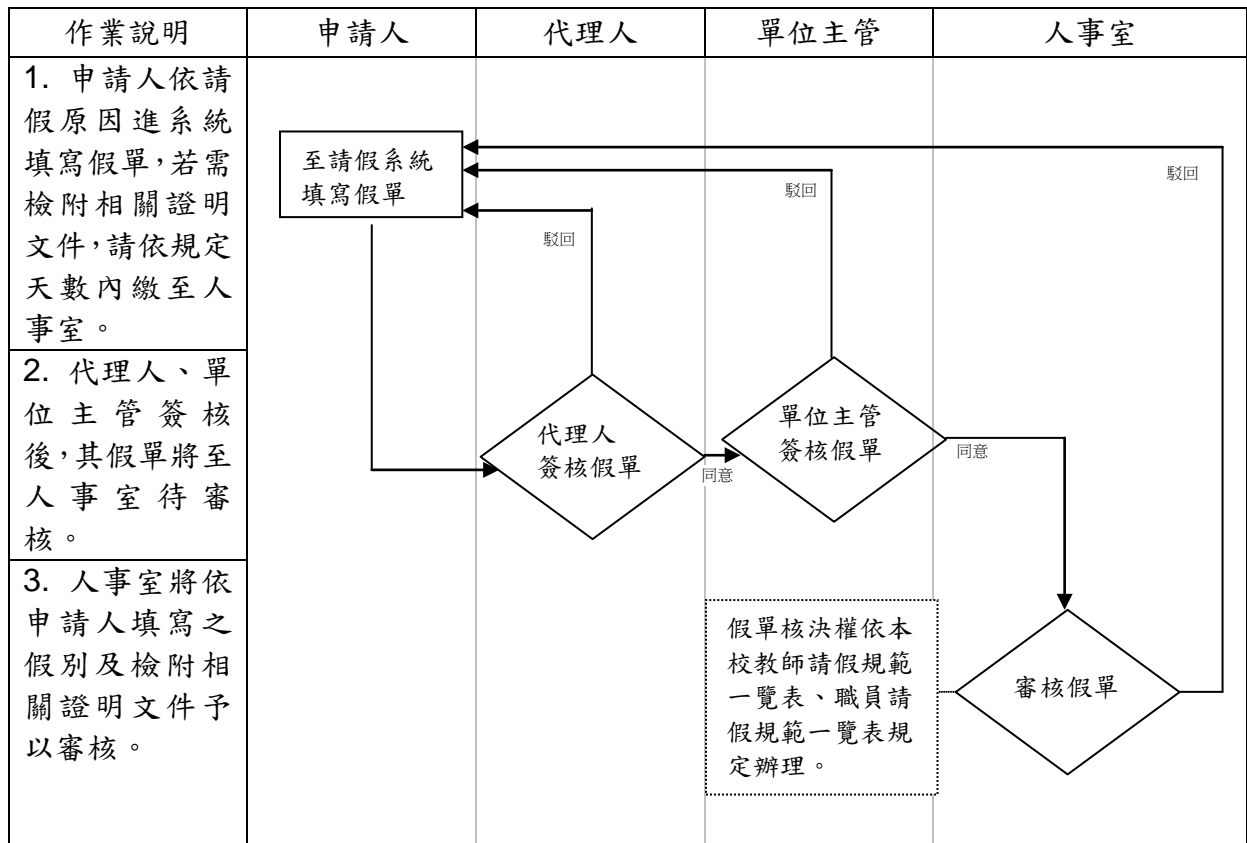 作業說明
申請人
代理人
單位主管
人事室
1. 申請人依請
假原因進系統
填寫假單，若需
檢附相關證明
文件，請依規定
天數內繳至人
事室。
2. 代理人、單
位主管簽核
後，其假單將至
人事室待審
核。
3. 人事室將依
申請人填寫之
假別及檢附相
關證明文件予
以審核。
至請假系統
填寫假單
駁回
駁回
駁回
代理人
簽核假單
同意
單位主管
簽核假單
同意
假單核決權依本
校教師請假規範
一覽表、職員請
假規範一覽表規
定辦理。
審核假單